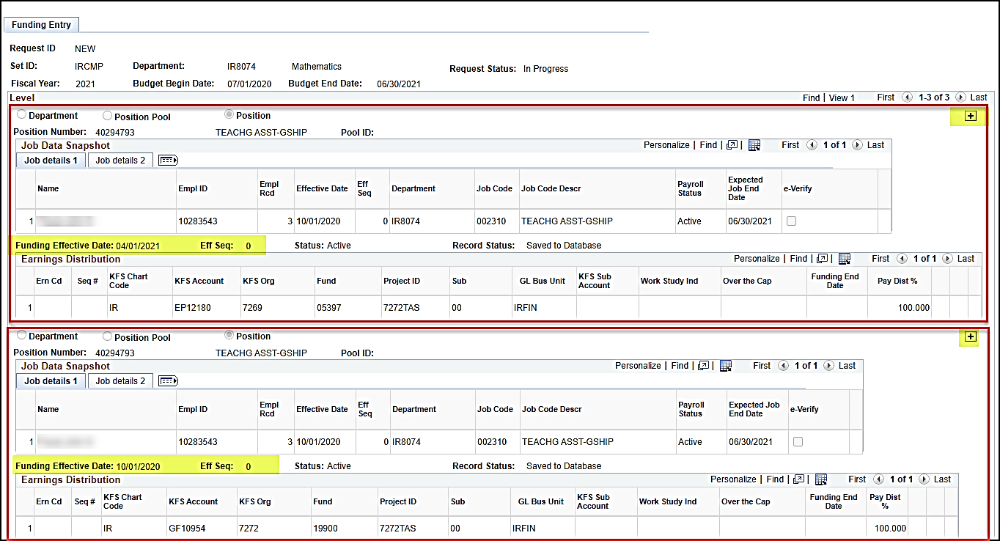 Funding Entry
Request ID NEW
Set ID: IRCMP Department: IR8074 Mathematics Request Status: In Progress
Fiscal Year: 2021 Budget Begin Date: 07/01/2020 Budget End Date: 06/30/2021
Level Find | View 1 First 1-3 of 3 Last
Department Position Pool Position
Position Number: 40294793 TEACHG ASST-GSHIP Pool ID:
Job Data Snapshot Personalize | Find | | First 1 of 1 Last
Job details 1 Job details 2
Name Empl ID Empl Rcd Effective Date Eff Seq Department Job Code Job Code Descr Payroll Status Expected Job End Date e-Verify
1 10283543 3 10/01/2020 0 IR8074 002310 TEACHG ASST-GSHIP Active 06/30/2021
Funding Effective Date: 04/01/2021 Eff Seq: 0 Status: Active Record Status: Saved to Database
Earnings Distribution Personalize | Find | | First 1 of 1 Last
Ern Cd Seq # KFS Chart Code KFS Account KFS Org Fund Project ID Sub GL Bus Unit KFS Sub Account Work Study Ind Over the Cap Funding End Date Pay Dist %
1 IR EP12180 7269 05397 7272TAS 00 IRFIN 100.000
Department Position Pool Position
Position Number: 40294793 TEACHG ASST-GSHIP Pool ID:
Job Data Snapshot Personalize | Find | | First 1 of 1 Last
Job details 1 Job details 2
Name Empl ID Empl Rcd Effective Date Eff Seq Department Job Code Job Code Descr Payroll Status Expected Job End Date e-Verify
1 10283543 3 10/01/2020 0 IR8074 002310 TEACHG ASST-GSHIP Active 06/30/2021
Funding Effective Date: 10/01/2020 Eff Seq: 0 Status: Active Record Status: Saved to Database
Earnings Distribution Personalize | Find | | First 1 of 1 Last
Ern Cd Seq # KFS Chart Code KFS Account KFS Org Fund Project ID Sub GL Bus Unit KFS Sub Account Work Study Ind Over the Cap Funding End Date Pay Dist %
1 IR GF10954 7272 19900 7272TAS 00 IRFIN 100.000